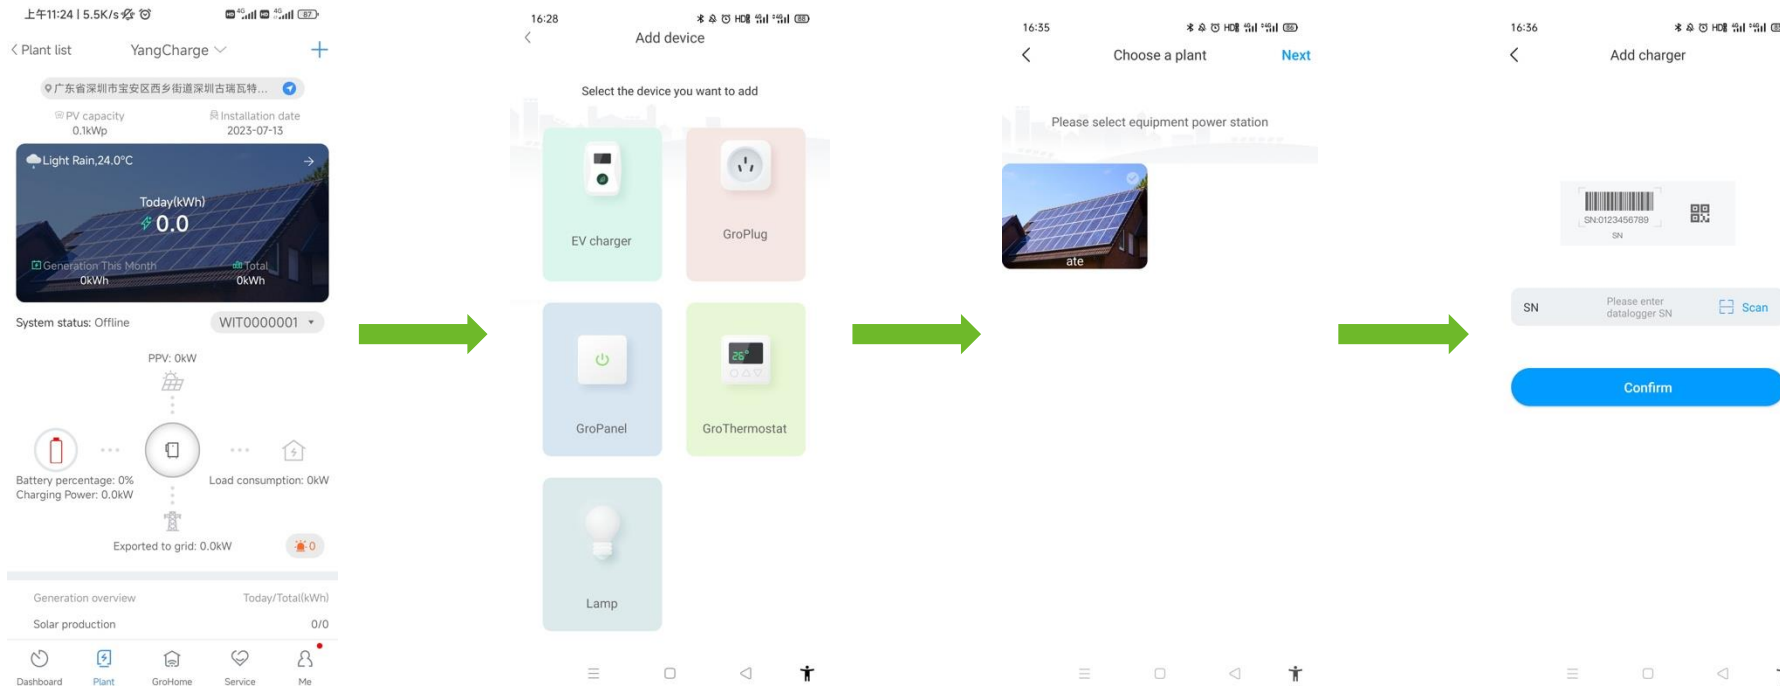 上午11:24 | 5.5K/s
4G
4G
87
Plant list
YangCharge
广东省深圳市宝安区西乡街道深圳古瑞瓦特...
PV capacity
0.1kWp
Installation date
2023-07-13
Light Rain,24.0°C
Today(kWh)
0.0
Generation This Month
0kWh
Total
0kWh
System status: Offline
WIT0000001
PPV: 0kW
Battery percentage: 0%
Charging Power: 0.0kW
Load consumption: 0kW
Exported to grid: 0.0kW
0
Generation overview
Today/Total(kWh)
Solar production
0/0
Dashboard
Plant
GroHome
Service
Me
16:28
Add device
Select the device you want to add
EV charger
GroPlug
GroPanel
26°
GroThermostat
Lamp
16:35
86
Choose a plant
Next
Please select equipment power station
ate
16:36
Add charger
SN:0123456789
SN
SN
Please enter
datalogger SN
Scan
Confirm